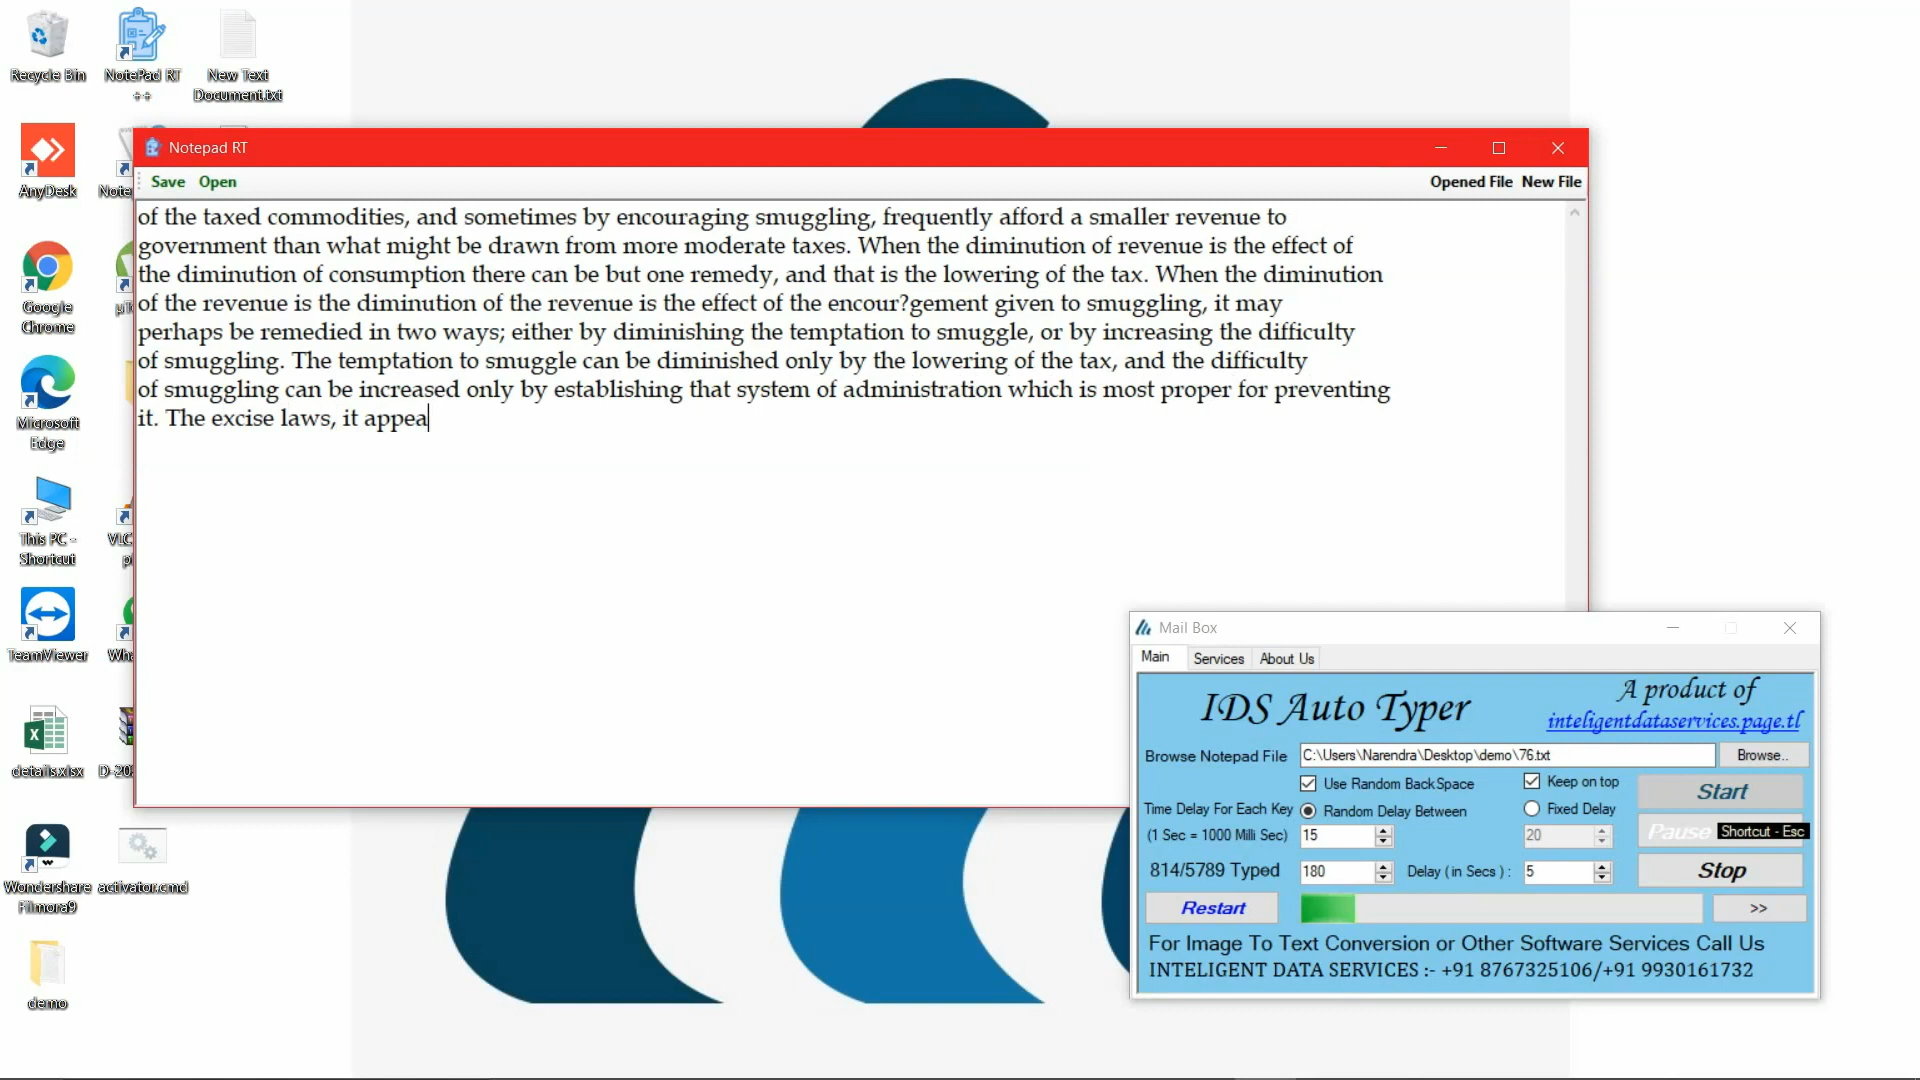 Recycle Bin
NotePad RT
++
New Text
Document.txt
AnyDesk
Note
Google
Chrome
Microsoft
Edge
This PC -
Shortcut
VLC
TeamViewer
Wha
details.xlsx
D-20
Wondershare
Filmora9
activator.cmd
demo
Notepad RT
Save Open
Opened File New File
of the taxed commodities, and sometimes by encouraging smuggling, frequently afford a smaller revenue to
government than what might be drawn from more moderate taxes. When the diminution of revenue is the effect of
the diminution of consumption there can be but one remedy, and that is the lowering of the tax. When the diminution
of the revenue is the diminution of the revenue is the effect of the encour?gement given to smuggling, it may
perhaps be remedied in two ways; either by diminishing the temptation to smuggle, or by increasing the difficulty
of smuggling. The temptation to smuggle can be diminished only by the lowering of the tax, and the difficulty
of smuggling can be increased only by establishing that system of administration which is most proper for preventing
it. The excise laws, it appea
Mail Box
Main Services About Us
IDS Auto Typer
A product of
inteligentdataservices.page.tl
Browse Notepad File C:\Users\Narendra\Desktop\demo\76.txt Browse..
Use Random BackSpace Keep on top Start
Time Delay For Each Key Random Delay Between Fixed Delay
(1 Sec = 1000 Milli Sec) 15 20 Pause Shortcut - Esc
814/5789 Typed 180 Delay ( in Secs ) : 5 Stop
Restart >>
For Image To Text Conversion or Other Software Services Call Us
INTELIGENT DATA SERVICES :- +91 8767325106/+91 9930161732